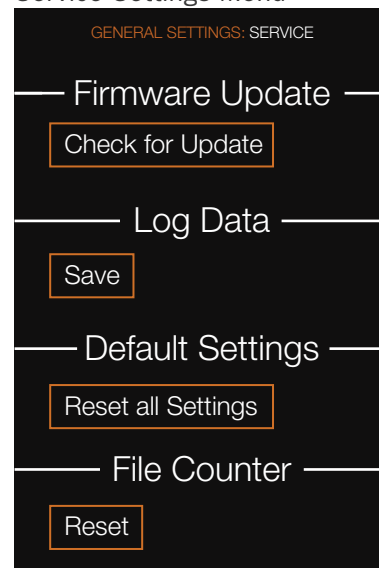 Service Settings menu
GENERAL SETTINGS: SERVICE
Firmware Update
Check for Update
Log Data
Save
Default Settings
Reset all Settings
File Counter
Reset